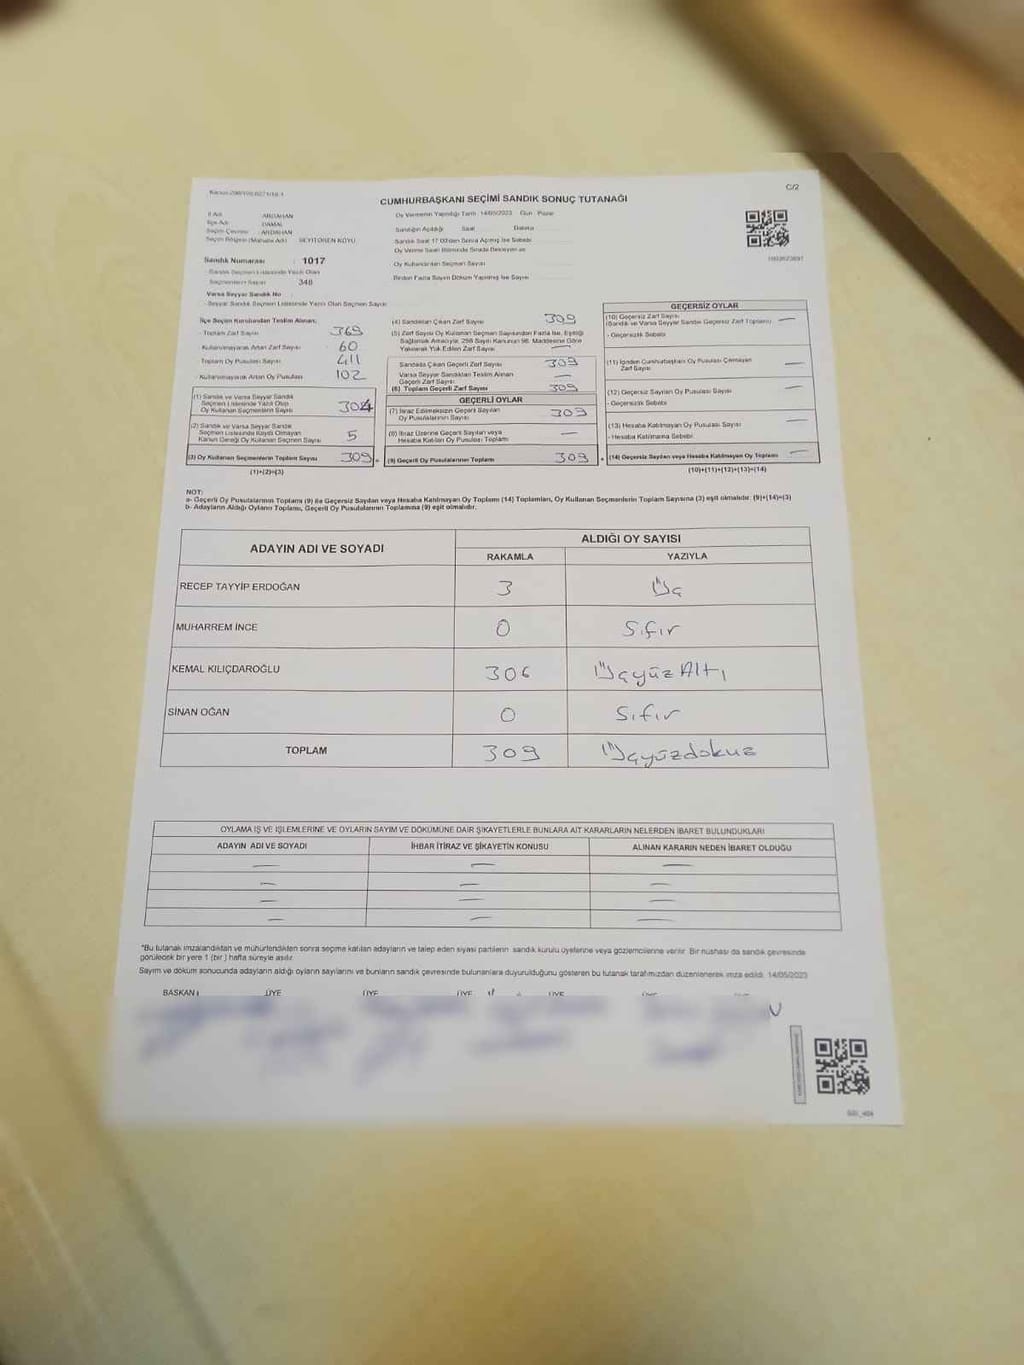 C/2
CUMHURBAŞKANI SEÇİMİ SANDIK SONUÇ TUTANAĞI
İl Adı : ARDAHAN
İlçe Adı : DAMAL
Seçim Çevresi : ARDAHAN
Seçim Bölgesi (Mahalle Adı) : SEYİTÖREN KÖYÜ
Sandık Numarası : 1017
- Sandık Seçmen Listesinde Yazılı Olan
Seçmenlerin Sayısı : 348
Varsa Seyyar Sandık No
- Seyyar Sandık Seçmen Listesinde Yazılı Olan Seçmen Sayısı
Oy Vermenin Yapıldığı Tarih : 14/05/2023 Gün : Pazar
Sandığın Açıldığı Saat Dakika
Sandık Saat 17.00'den Sonra Açılmış İse Sebebi
Oy Verme Saati Bitiminde Sırada Bekleyen ve
Oy Kullandırılan Seçmen Sayısı
Birden Fazla Sayım Döküm Yapılmış İse Sayısı
İlçe Seçim Kurulundan Teslim Alınan;
- Toplam Zarf Sayısı 369
Kullanılmayarak Artan Zarf Sayısı 60
Toplam Oy Pusulası Sayısı 411
- Kullanılmayarak Artan Oy Pusulası 102
(1) Sandık ve Varsa Seyyar Sandık
Seçmen Listesinde Yazılı Olup
Oy Kullanan Seçmenlerin Sayısı 304
(2) Sandık ve Varsa Seyyar Sandık
Seçmen Listesinde Kayıtlı Olmayan
Kanun Gereği Oy Kullanan Seçmen Sayısı 5
(3) Oy Kullanan Seçmenlerin Toplam Sayısı 309
(1)+(2)=(3)
(4) Sandıktan Çıkan Zarf Sayısı 309
(5) Zarf Sayısı Oy Kullanan Seçmen Sayısından Fazla İse, Eşitliği
Sağlamak Amacıyla, 298 Sayılı Kanunun 98. Maddesine Göre
Yakılarak Yok Edilen Zarf Sayısı —
Sandıkta Çıkan Geçerli Zarf Sayısı 309
Varsa Seyyar Sandıktan Teslim Alınan
Geçerli Zarf Sayısı —
(6) Toplam Geçerli Zarf Sayısı 309
GEÇERLİ OYLAR
(7) İtiraz Edilmeksizin Geçerli Sayılan
Oy Pusulalarının Sayısı 309
(8) İtiraz Üzerine Geçerli Sayılan veya
Hesaba Katılan Oy Pusulası Toplamı —
(9) Geçerli Oy Pusulalarının Toplamı 309
GEÇERSİZ OYLAR
(10) Geçersiz Zarf Sayısı
(Sandık ve Varsa Seyyar Sandık Geçersiz Zarf Toplamı) —
- Geçersizlik Sebebi
(11) İçinden Cumhurbaşkanı Oy Pusulası Çıkmayan
Zarf Sayısı —
(12) Geçersiz Sayılan Oy Pusulası Sayısı —
- Geçersizlik Sebebi
(13) Hesaba Katılmayan Oy Pusulası Sayısı —
- Hesaba Katılmama Sebebi
(14) Geçersiz Sayılan veya Hesaba Katılmayan Oy Toplamı —
(10)+(11)+(12)+(13)=(14)
NOT:
a- Geçerli Oy Pusulalarının Toplamı (9) ile Geçersiz Sayılan veya Hesaba Katılmayan Oy Toplamı (14) Toplamları, Oy Kullanan Seçmenlerin Toplam Sayısına (3) eşit olmalıdır. (9)+(14)=(3)
b- Adayların Aldığı Oyların Toplamı, Geçerli Oy Pusulalarının Toplamına (9) eşit olmalıdır.
ADAYIN ADI VE SOYADI ALDIĞI OY SAYISI
RAKAMLA YAZIYLA
RECEP TAYYİP ERDOĞAN 3 Üç
MUHARREM İNCE 0 Sıfır
KEMAL KILIÇDAROĞLU 306 Üçyüz Altı
SİNAN OĞAN 0 Sıfır
TOPLAM 309 Üçyüzdokuz
OYLAMA İŞ VE İŞLEMLERİNE VE OYLARIN SAYIM VE DÖKÜMÜNE DAİR ŞİKAYETLERLE BUNLARA AİT KARARLARIN NELERDEN İBARET BULUNDUKLARI
ADAYIN ADI VE SOYADI İHBAR İTİRAZ VE ŞİKAYETİN KONUSU ALINAN KARARIN NEDEN İBARET OLDUĞU
— — —
— — —
— — —
— — —
"Bu tutanak imzalandıktan ve mühürlendikten sonra seçime katılan adayların ve talep eden siyasi partilerin sandık kurulu üyelerine veya gözlemcilerine verilir. Bir nüshası da sandık çevresinde
görülecek bir yere 1 (bir) hafta süreyle asılır.
Sayım ve döküm sonucunda adayların aldığı oyların sayılarını ve bunların sandık çevresinde bulunanlara duyurulduğunu gösteren bu tutanak tarafımızdan düzenlenerek imza edildi. 14/05/2023
BAŞKAN ÜYE ÜYE ÜYE ÜYE ÜYE ÜYE